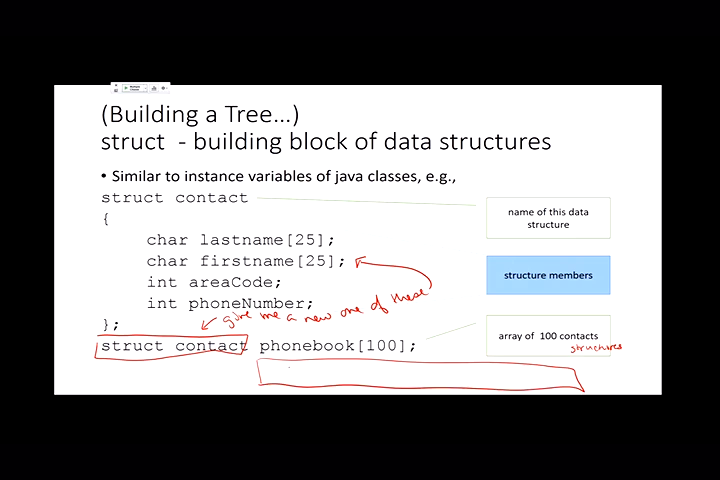 (Building a Tree...)
struct - building block of data structures
• Similar to instance variables of java classes, e.g.,
struct contact
{
char lastname[25];
char firstname[25];
int areaCode;
int phoneNumber;
};
give me a new one of these
struct contact phonebook[100];
name of this data
structure
structure members
array of 100 contacts
structures